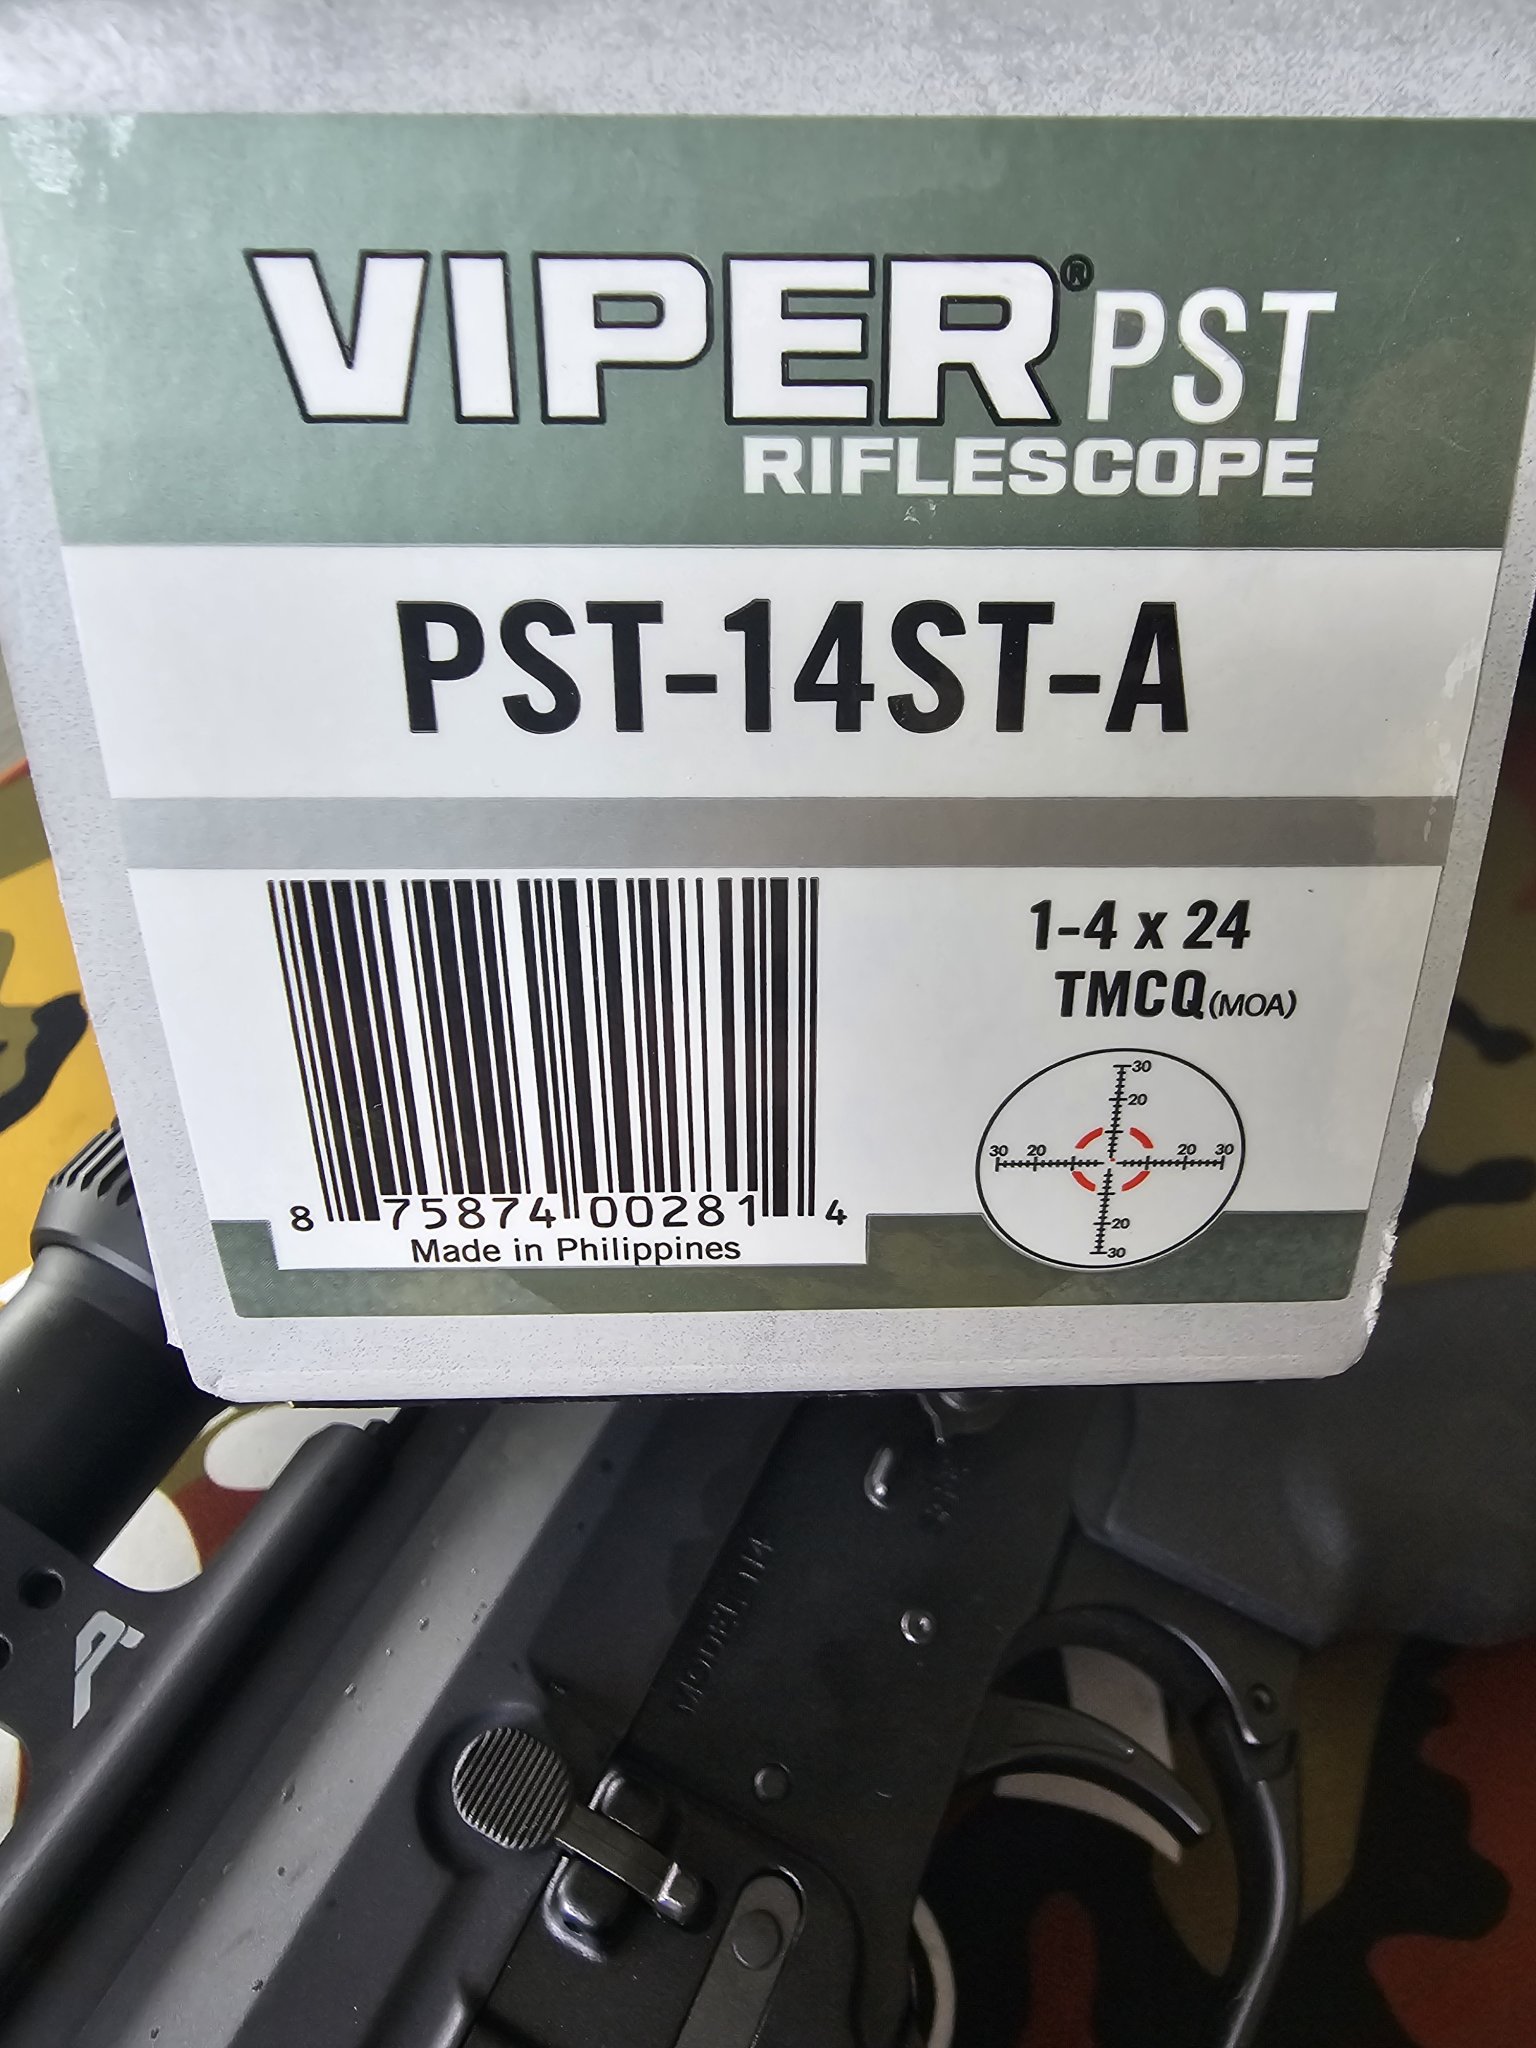 VIPER® PST
RIFLESCOPE
PST-14ST-A
1-4 x 24
TMCQ(MOA)
30
20
30 20
20 30
20
30
8 75874 00281 4
Made in Philippines
MODEL